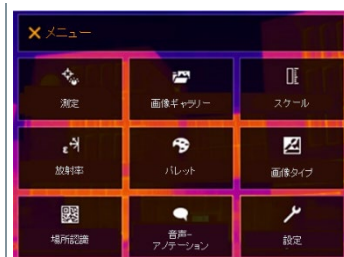 ✕ メニュー
測定
画像ギャラリー
スケール
放射率
パレット
画像タイプ
場所認識
音声-
アノテーション
設定